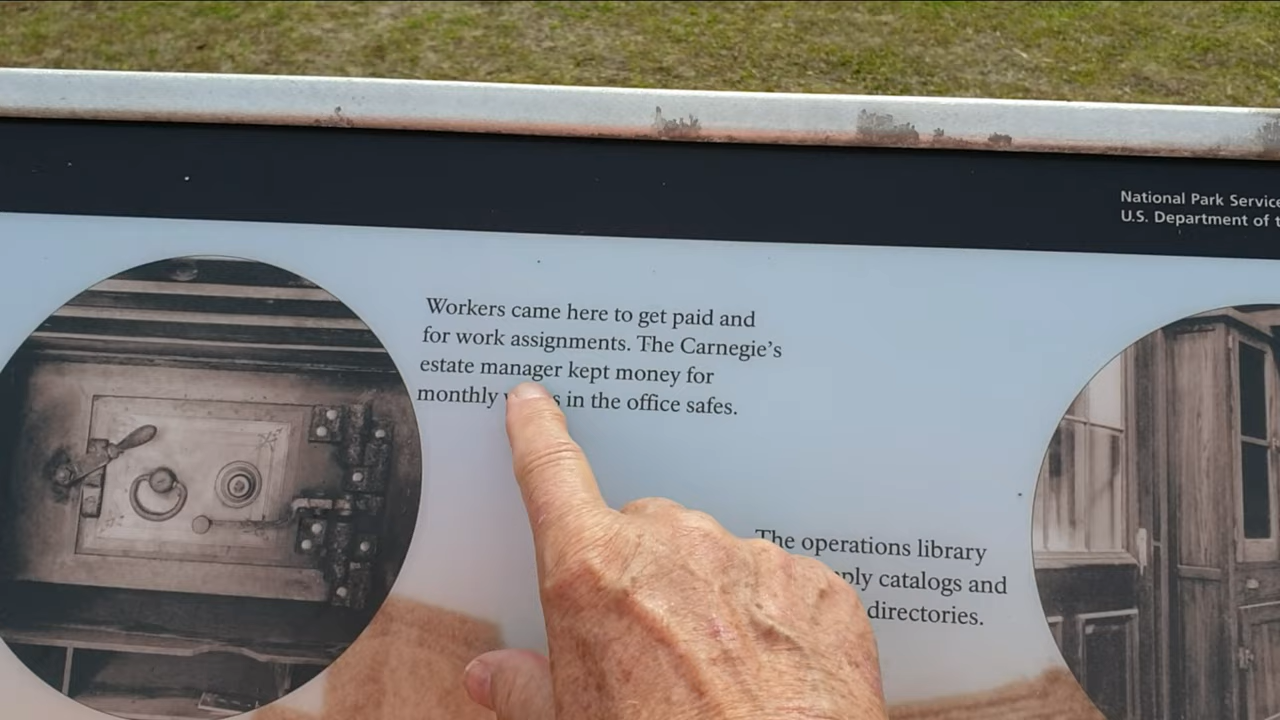 National Park Service
U.S. Department of
Workers came here to get paid and
for work assignments. The Carnegie's
estate manager kept money for
monthly in the office safes.
The operations library
catalogs and
directories.